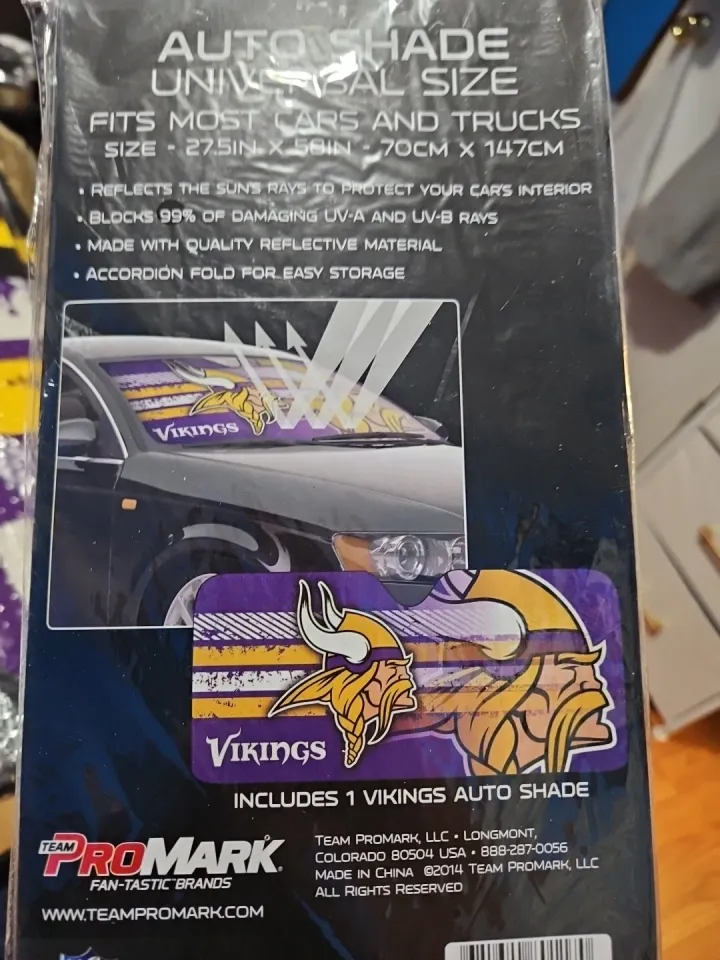 AUTO SHADE
UNIVERSAL SIZE
FITS MOST CARS AND TRUCKS
SIZE - 27.5IN X 58IN - 70CM X 147CM
• REFLECTS THE SUN'S RAYS TO PROTECT YOUR CAR'S INTERIOR
• BLOCKS 99% OF DAMAGING UV-A AND UV-B RAYS
• MADE WITH QUALITY REFLECTIVE MATERIAL
• ACCORDION FOLD FOR EASY STORAGE
VIKINGS
VIKINGS
INCLUDES 1 VIKINGS AUTO SHADE
TEAM PROMARK®
FAN-TASTIC™BRANDS
WWW.TEAMPROMARK.COM
TEAM PROMARK, LLC • LONGMONT,
COLORADO 80504 USA • 888-287-0056
MADE IN CHINA ©2014 TEAM PROMARK, LLC
ALL RIGHTS RESERVED